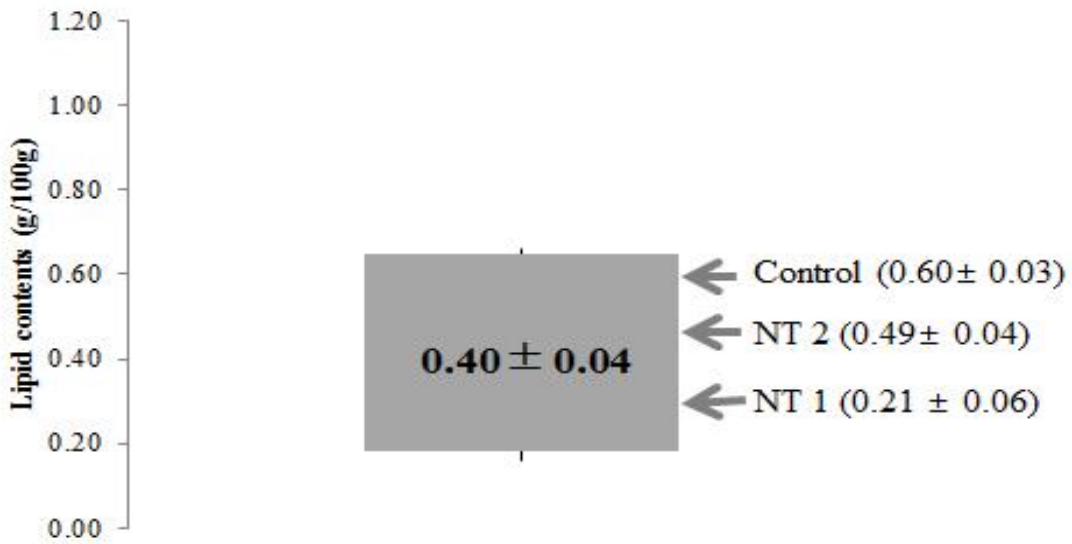 1.20
1.00
0.80
0.60
0.40
0.20
0.00
Lipid contents (g/100g)
0.40 ± 0.04
Control (0.60± 0.03)
NT 2 (0.49± 0.04)
NT 1 (0.21 ± 0.06)